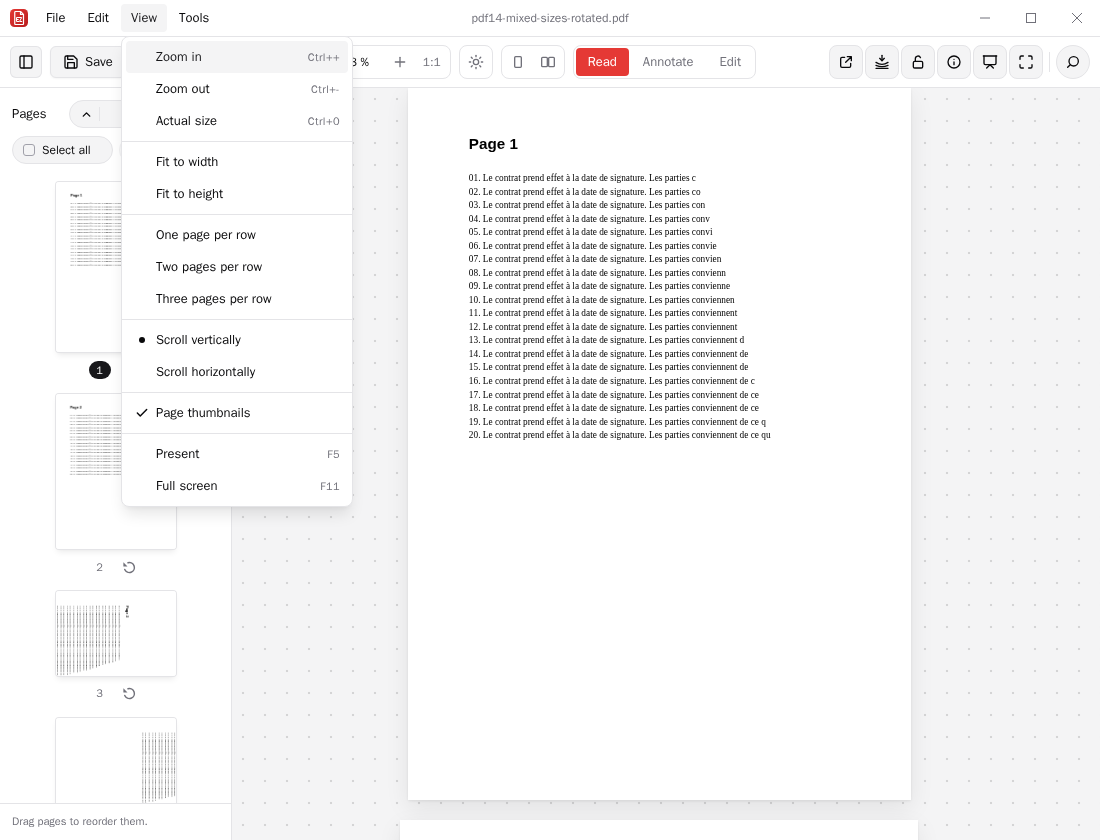 File Edit View Tools
pdf14-mixed-sizes-rotated.pdf
Save
%
1:1
Read
Annotate
Edit
Pages
Select all
Zoom in Ctrl++
Zoom out Ctrl+-
Actual size Ctrl+0
Fit to width
Fit to height
One page per row
Two pages per row
Three pages per row
Scroll vertically
Scroll horizontally
Page thumbnails
Present F5
Full screen F11
Page 1
1
Page 2
2
3
Drag pages to reorder them.
Page 1
01. Le contrat prend effet à la date de signature. Les parties c
02. Le contrat prend effet à la date de signature. Les parties co
03. Le contrat prend effet à la date de signature. Les parties con
04. Le contrat prend effet à la date de signature. Les parties conv
05. Le contrat prend effet à la date de signature. Les parties convi
06. Le contrat prend effet à la date de signature. Les parties convie
07. Le contrat prend effet à la date de signature. Les parties convien
08. Le contrat prend effet à la date de signature. Les parties convienn
09. Le contrat prend effet à la date de signature. Les parties convienne
10. Le contrat prend effet à la date de signature. Les parties conviennen
11. Le contrat prend effet à la date de signature. Les parties conviennent
12. Le contrat prend effet à la date de signature. Les parties conviennent
13. Le contrat prend effet à la date de signature. Les parties conviennent d
14. Le contrat prend effet à la date de signature. Les parties conviennent de
15. Le contrat prend effet à la date de signature. Les parties conviennent de
16. Le contrat prend effet à la date de signature. Les parties conviennent de c
17. Le contrat prend effet à la date de signature. Les parties conviennent de ce
18. Le contrat prend effet à la date de signature. Les parties conviennent de ce
19. Le contrat prend effet à la date de signature. Les parties conviennent de ce q
20. Le contrat prend effet à la date de signature. Les parties conviennent de ce qu